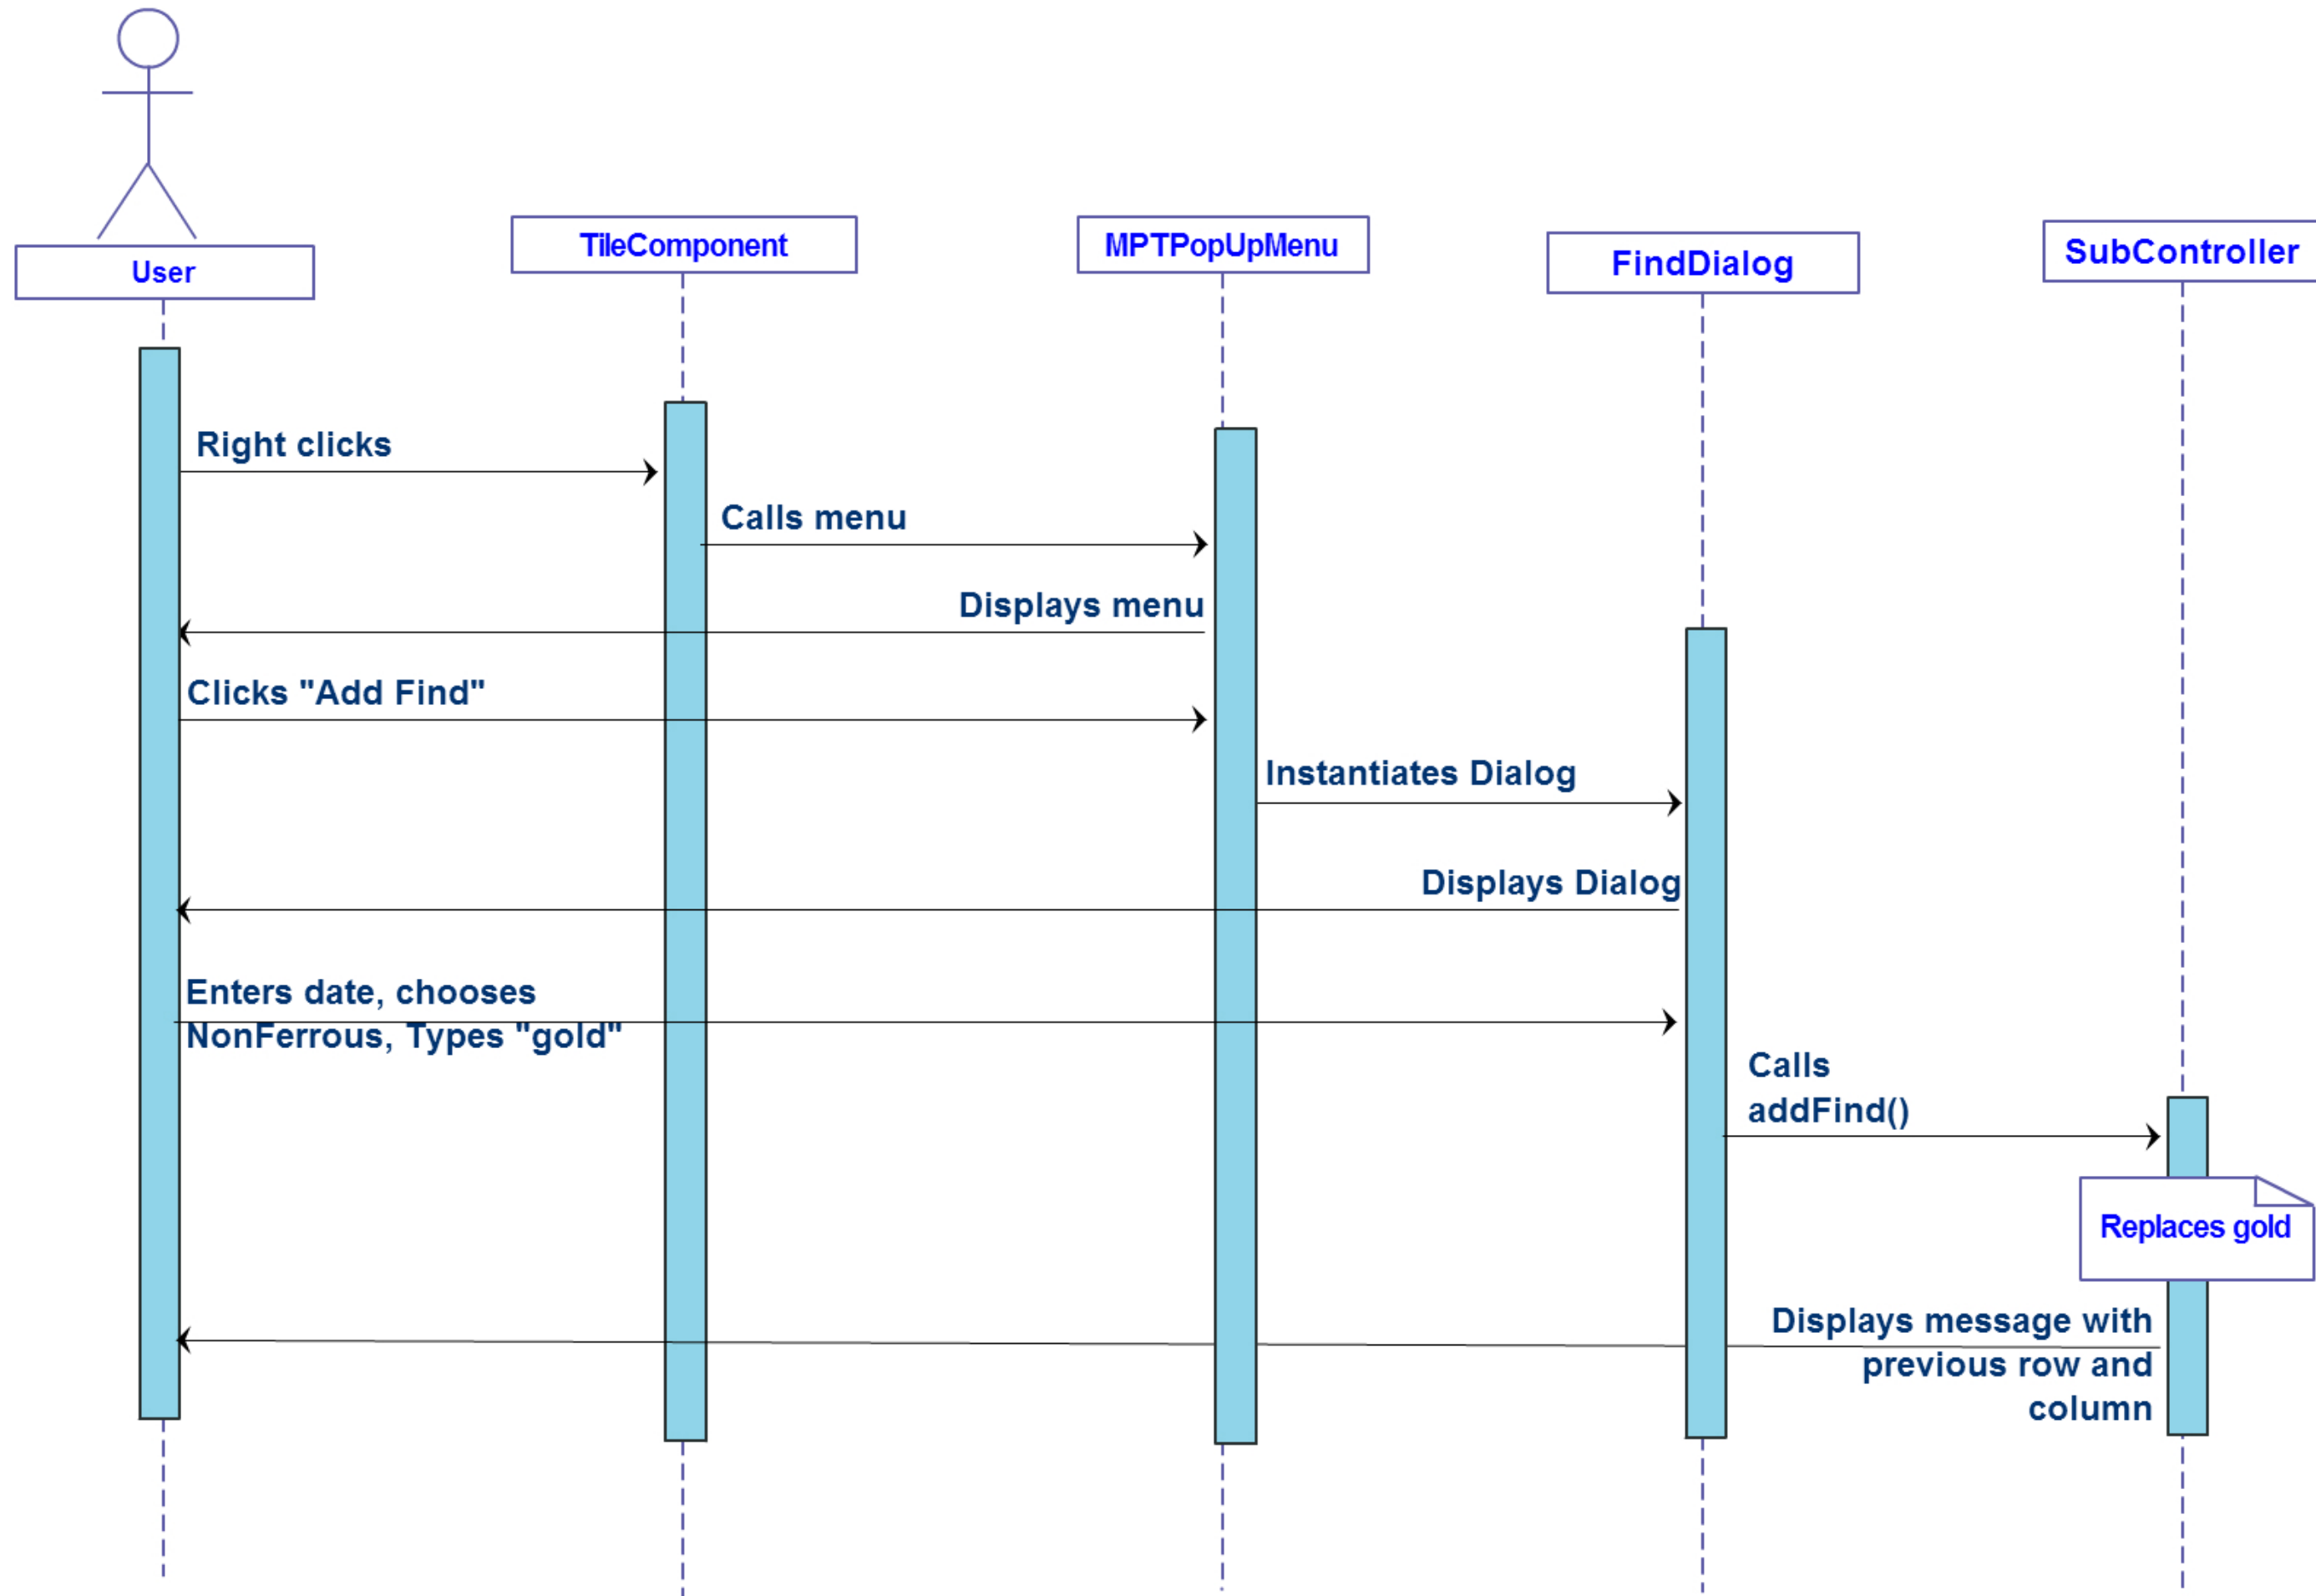 User
TileComponent
MPTPopUpMenu
FindDialog
SubController
Right clicks
Calls menu
Displays menu
Clicks "Add Find"
Instantiates Dialog
Displays Dialog
Enters date, chooses
NonFerrous, Types "gold"
Calls
addFind()
Replaces gold
Displays message with
previous row and
column